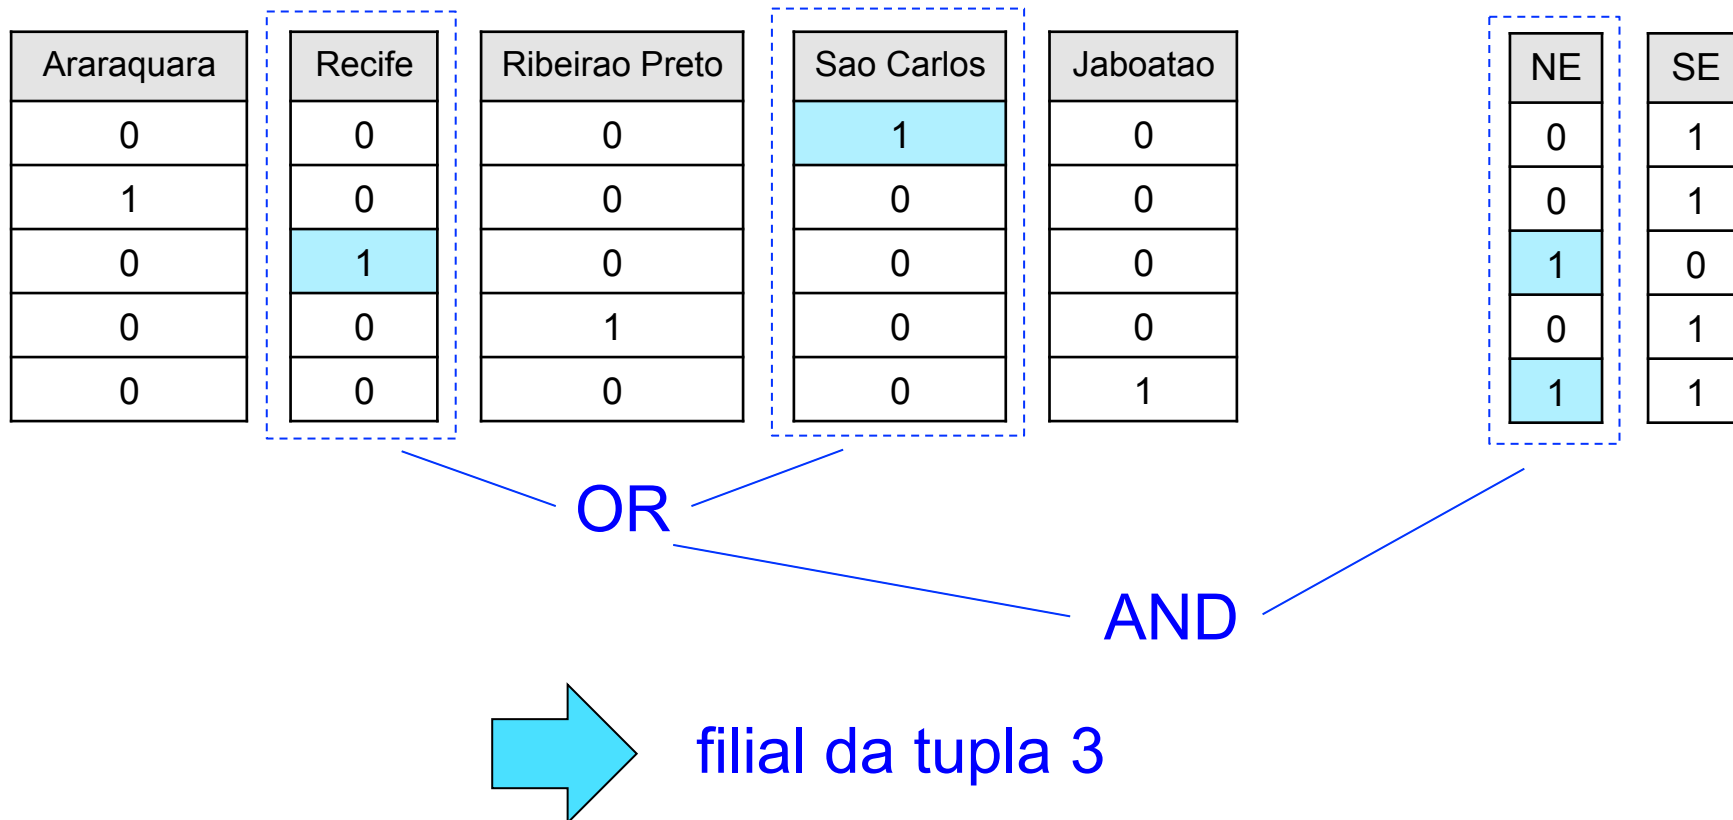 Araraquara Recife Ribeirao Preto Sao Carlos Jaboatao NE SE
0 0 0 1 0 0 1
1 0 0 0 0 0 1
0 1 0 0 0 1 0
0 0 1 0 0 0 1
0 0 0 0 1 1 1
OR
AND
filial da tupla 3